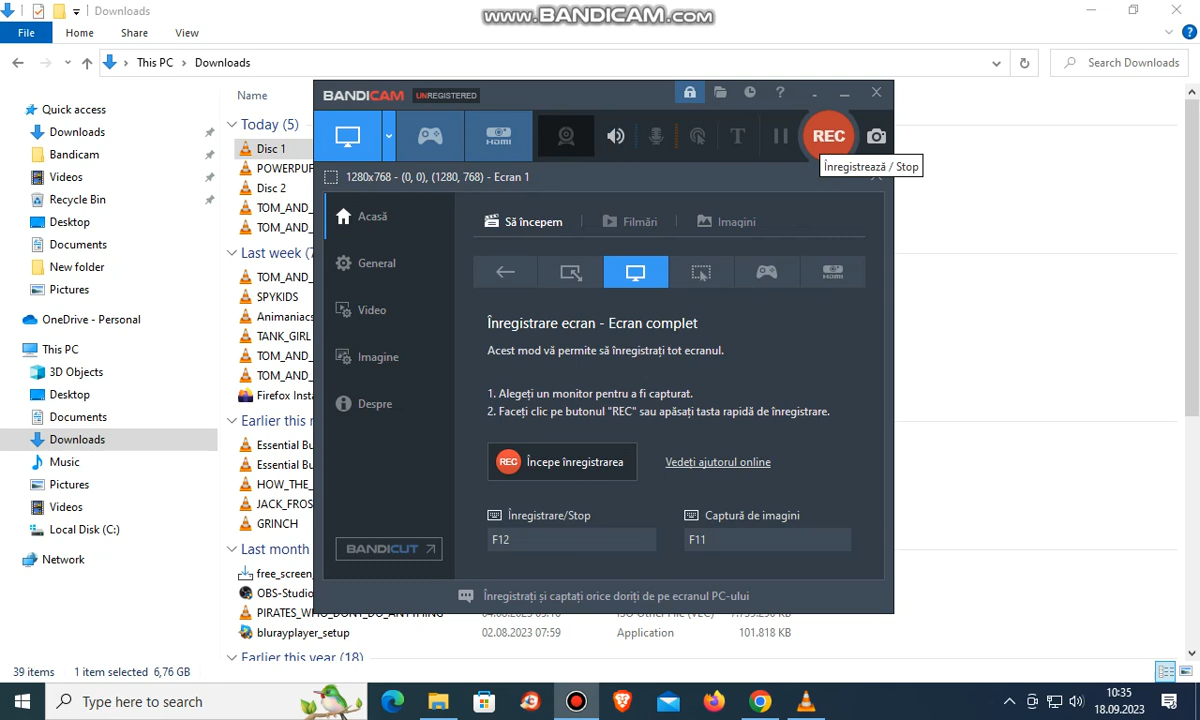 Downloads
www.BANDICAM.com
File Home Share View
This PC Downloads
Search Downloads
Name
Quick access
Downloads
Bandicam
Videos
Recycle Bin
Desktop
Documents
New folder
Pictures
OneDrive - Personal
This PC
3D Objects
Desktop
Documents
Downloads
Music
Pictures
Videos
Local Disk (C:)
Network
Today (5)
Disc 1
POWERPUF
Disc 2
TOM_AND_
TOM_AND_
Last week (7
TOM_AND_
SPYKIDS
Animaniacs
TANK_GIRL
TOM_AND_
TOM_AND_
Firefox Insta
Earlier this m
Essential Bu
Essential Bu
HOW_THE_
JACK_FROS
GRINCH
Last month
free_screen_
OBS-Studio
PIRATES_WHO_DONT_DO_ANYTHING
blurayplayer_setup 02.08.2023 07:59 Application 101.818 KB
Earlier this year (18)
BANDICAM UNREGISTERED
HDMI
T
REC
Înregistrează / Stop
1280x768 - (0, 0), (1280, 768) - Ecran 1
Acasă
General
Video
Imagine
Despre
BANDICUT
Să începem Filmări Imagini
HDMI
Înregistrare ecran - Ecran complet
Acest mod vă permite să înregistrați tot ecranul.
1. Alegeți un monitor pentru a fi capturat.
2. Faceți clic pe butonul "REC" sau apăsați tasta rapidă de înregistrare.
REC Începe înregistrarea
Vedeți ajutorul online
Înregistrare/Stop
F12
Captură de imagini
F11
Înregistrați și captați orice doriți de pe ecranul PC-ului
39 items 1 item selected 6,76 GB
Type here to search
10:35
18.09.2023